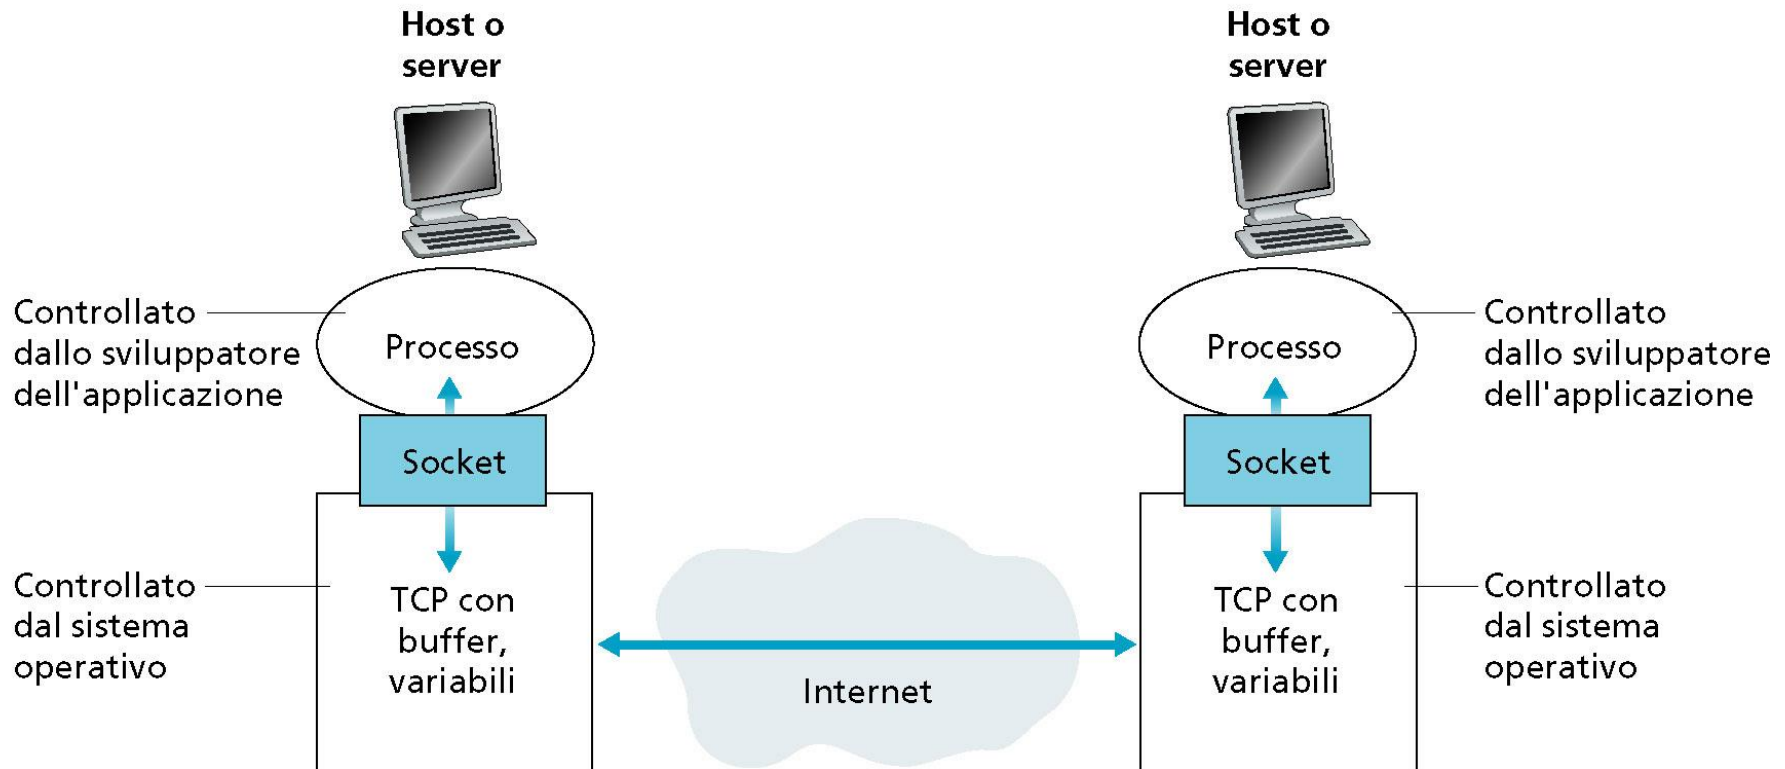 Host o
server
Host o
server
Controllato
dallo sviluppatore
dell'applicazione
Processo
Processo
Controllato
dallo sviluppatore
dell'applicazione
Socket
Socket
Controllato
dal sistema
operativo
TCP con
buffer,
variabili
Internet
TCP con
buffer,
variabili
Controllato
dal sistema
operativo